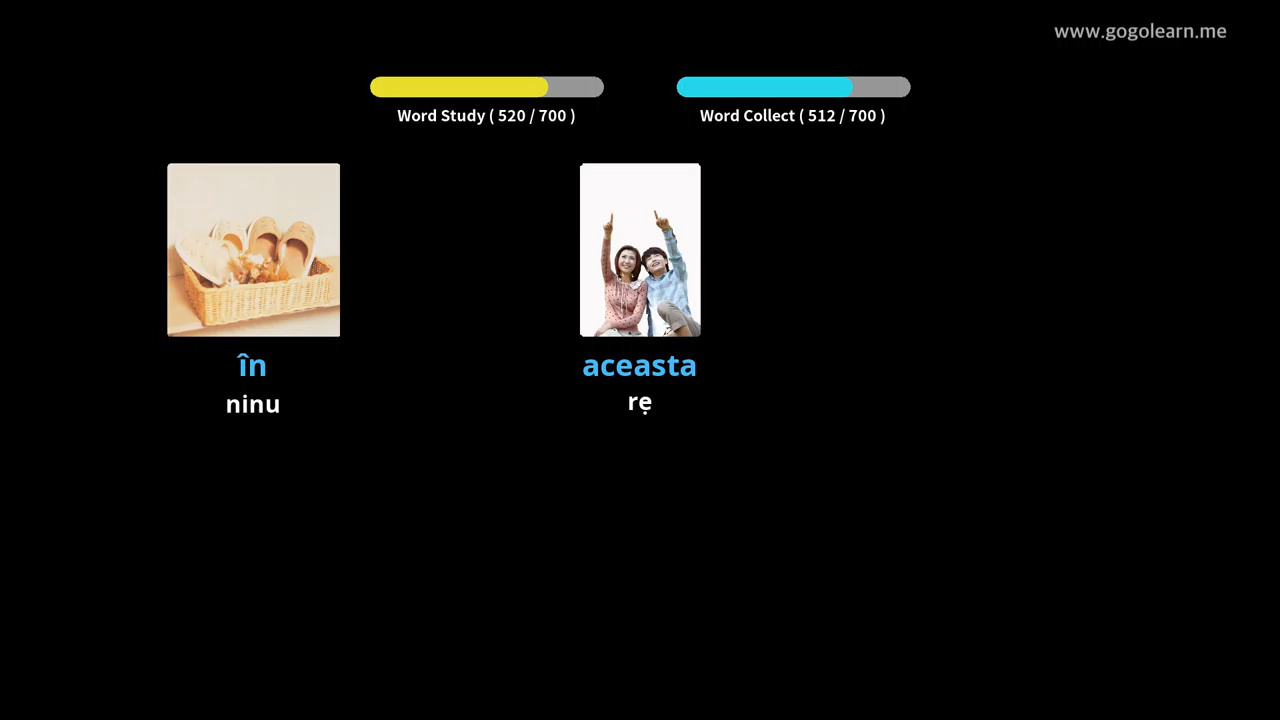 www.gogolearn.me
Word Study ( 520 / 700 )
Word Collect ( 512 / 700 )
în
ninu
aceasta
rẹ